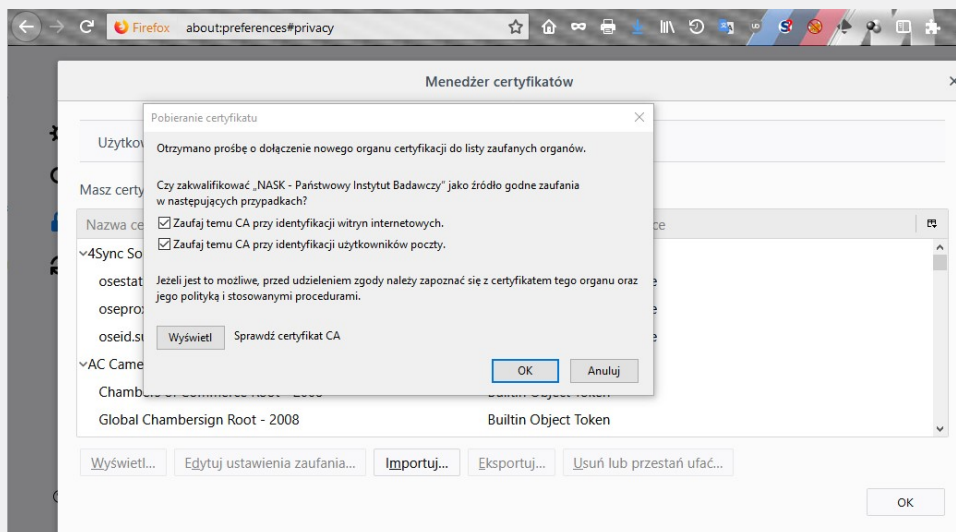 Firefox about:preferences#privacy
Menedżer certyfikatów
Pobieranie certyfikatu
Otrzymano prośbę o dołączenie nowego organu certyfikacji do listy zaufanych organów.
Czy zakwalifikować „NASK - Państwowy Instytut Badawczy” jako źródło godne zaufania
w następujących przypadkach?
Zaufaj temu CA przy identyfikacji witryn internetowych.
Zaufaj temu CA przy identyfikacji użytkowników poczty.
Jeżeli jest to możliwe, przed udzieleniem zgody należy zapoznać się z certyfikatem tego organu oraz
jego polityką i stosowanymi procedurami.
Wyświetl Sprawdź certyfikat CA
OK Anuluj
Masz certy
Nazwa ce
4Sync So
osestat
oseprox
oseid.su
AC Came
Global Chambersign Root - 2008 Builtin Object Token
Wyświetl... Edytuj ustawienia zaufania... Importuj... Eksportuj... Usuń lub przestań ufać...
OK